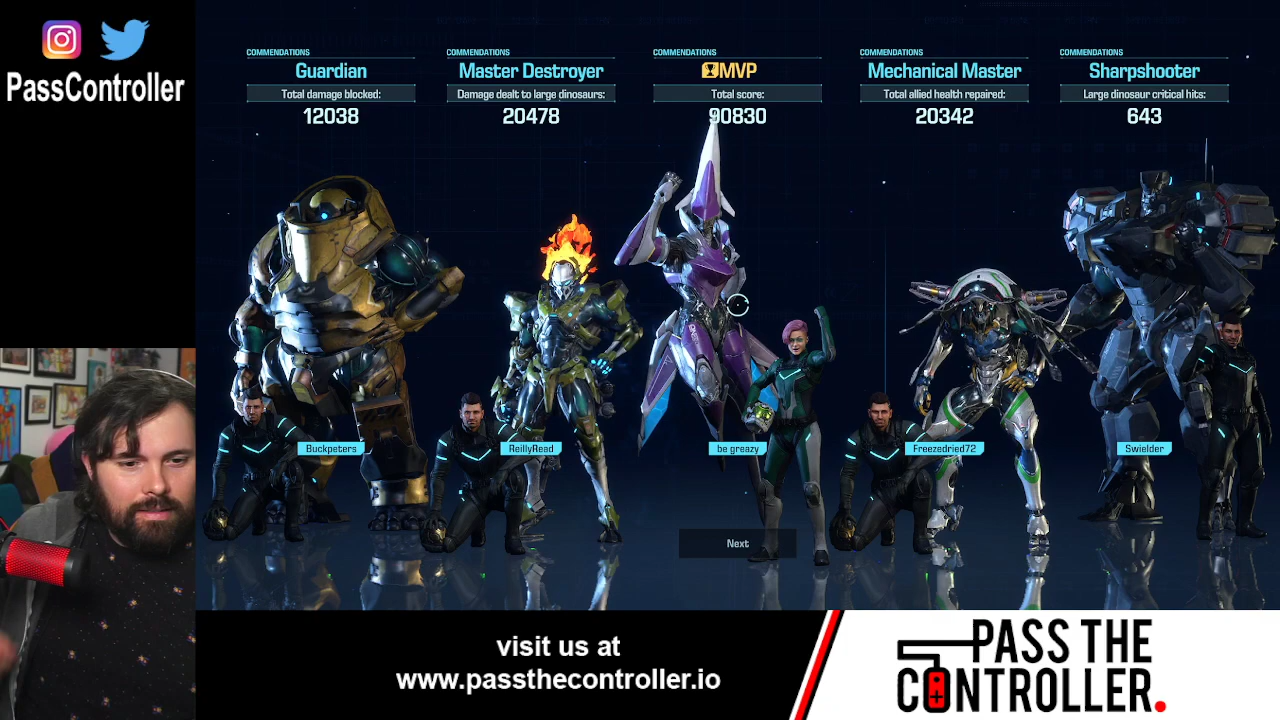 PassController
COMMENDATIONS
Guardian
Total damage blocked:
12038
COMMENDATIONS
Master Destroyer
Damage dealt to large dinosaurs:
20478
COMMENDATIONS
MVP
Total score:
90830
COMMENDATIONS
Mechanical Master
Total allied health repaired:
20342
COMMENDATIONS
Sharpshooter
Large dinosaur critical hits:
643
Buckpeters
ReillyRead
be greazy
Freezedried72
Swielder
Next
visit us at
www.passthecontroller.io
PASS THE
CONTROLLER.